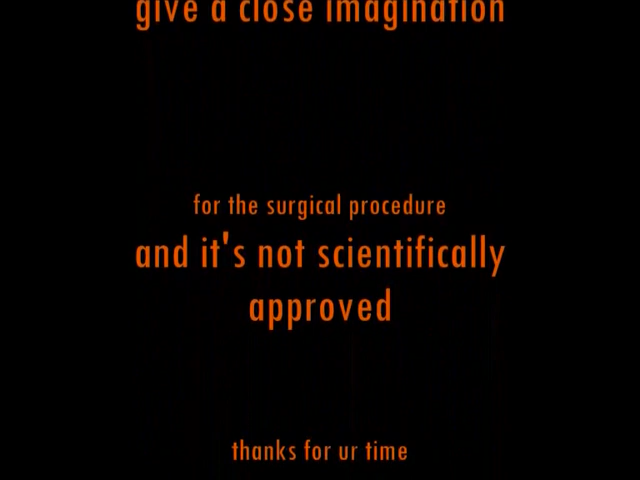 give a close imagination
for the surgical procedure
and it's not scientifically
approved
thanks for ur time